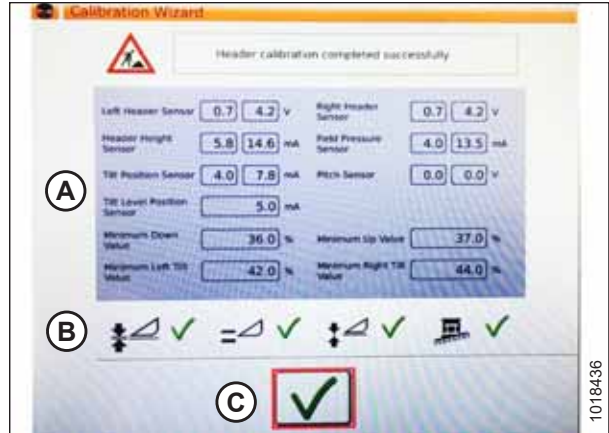 Calibration Wizard
Header calibration completed successfully
Left Header Sensor 0.7 4.2 V Right Header Sensor 0.7 4.2 V
Header Height Sensor 5.8 14.6 mA Field Pressure Sensor 4.0 13.5 mA
Tilt Position Sensor 4.0 7.8 mA Pitch Sensor 0.0 0.0 V
A
Tilt Level Position Sensor 5.0 mA
Minimum Down Value 36.0 % Minimum Up Value 37.0 %
Minimum Left Tilt Value 42.0 % Minimum Right Tilt Value 44.0 %
B
C
1018436